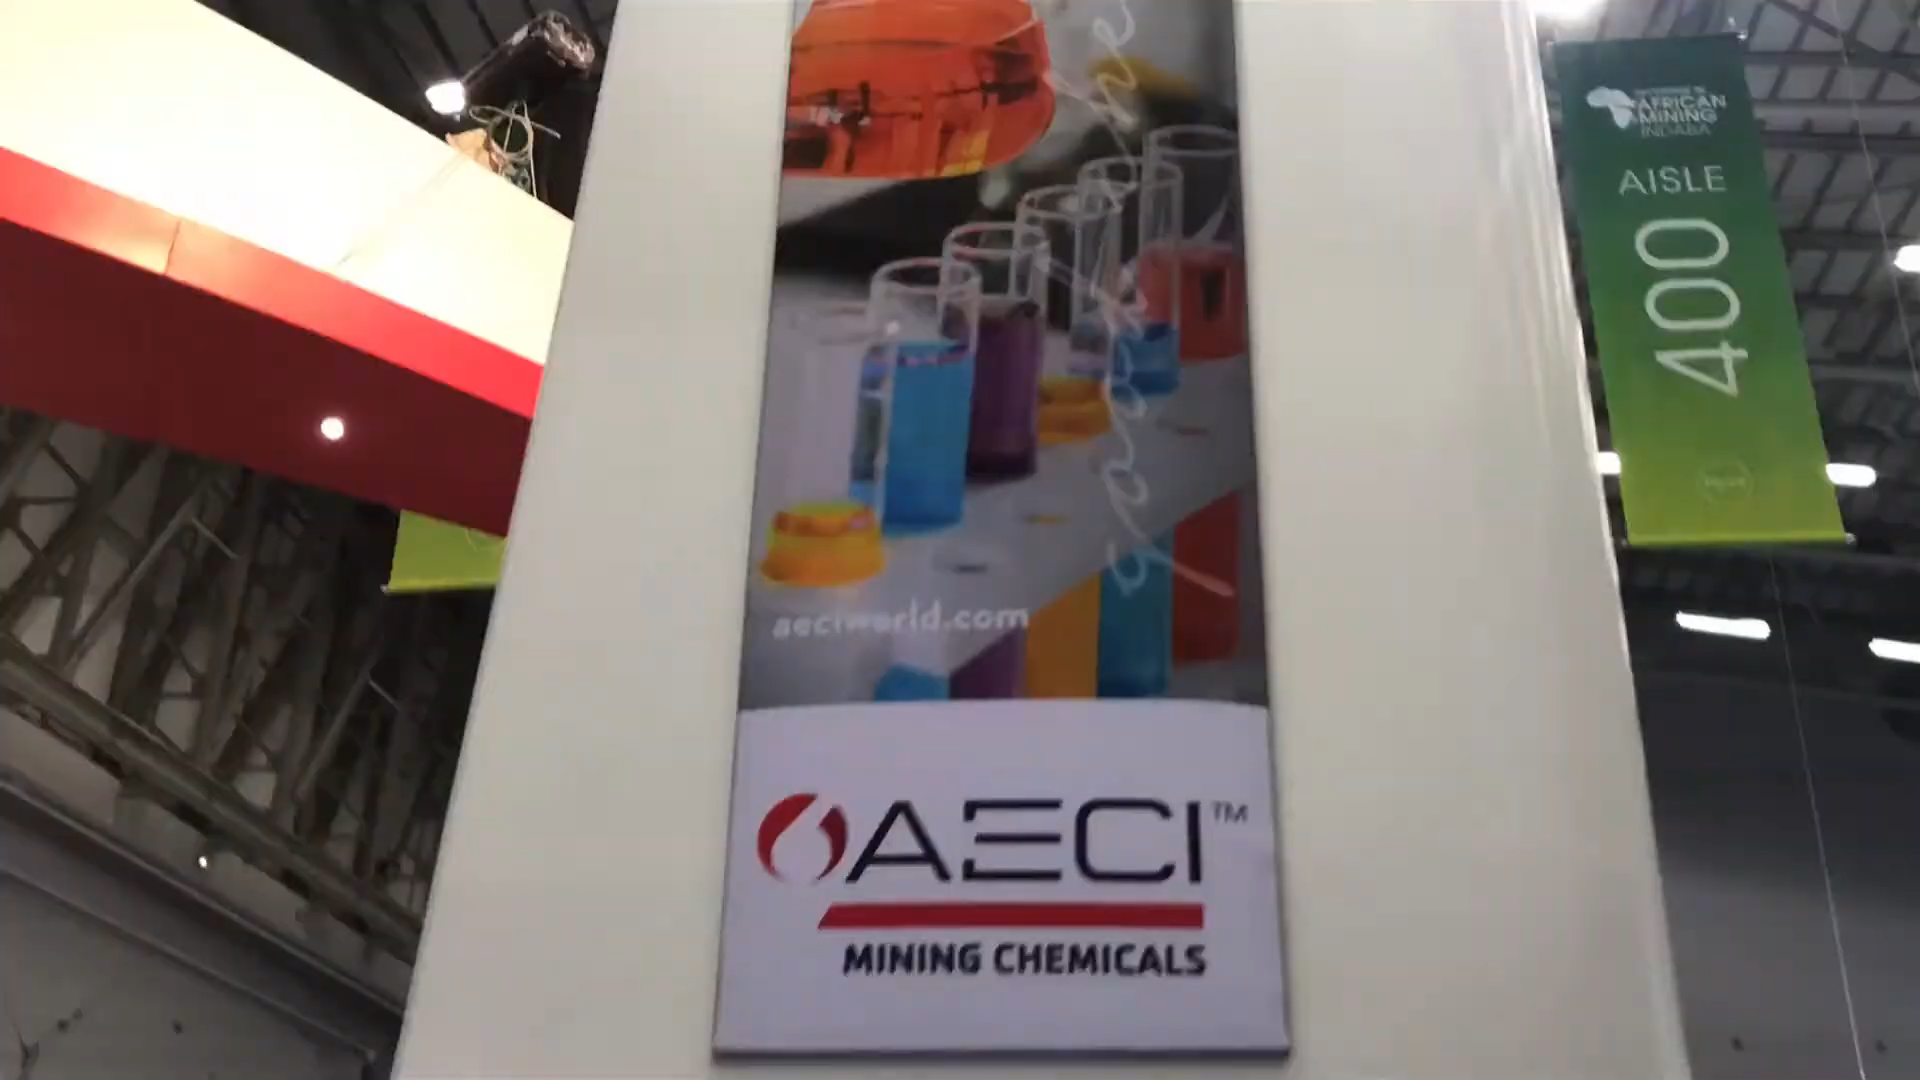 aeciworld.com
AECI™
MINING CHEMICALS
AFRICAN
MINING
INDABA
AISLE
400